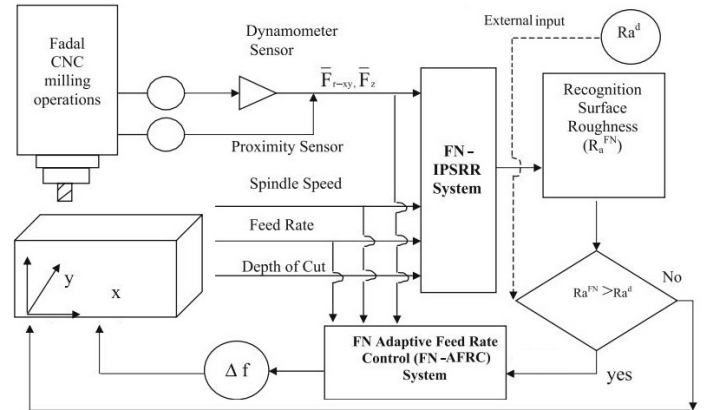 External input
Ra^d
Dynamometer
Sensor
Fadal
CNC
milling
operations
F̅r–xy, F̅z
Recognition
Surface
Roughness
(Ra^FN)
Proximity Sensor
FN–
IPSRR
System
Spindle Speed
Feed Rate
Depth of Cut
y
x
No
Ra^FN >Ra^d
FN Adaptive Feed Rate
Control (FN-AFRC)
System
Δ f
yes